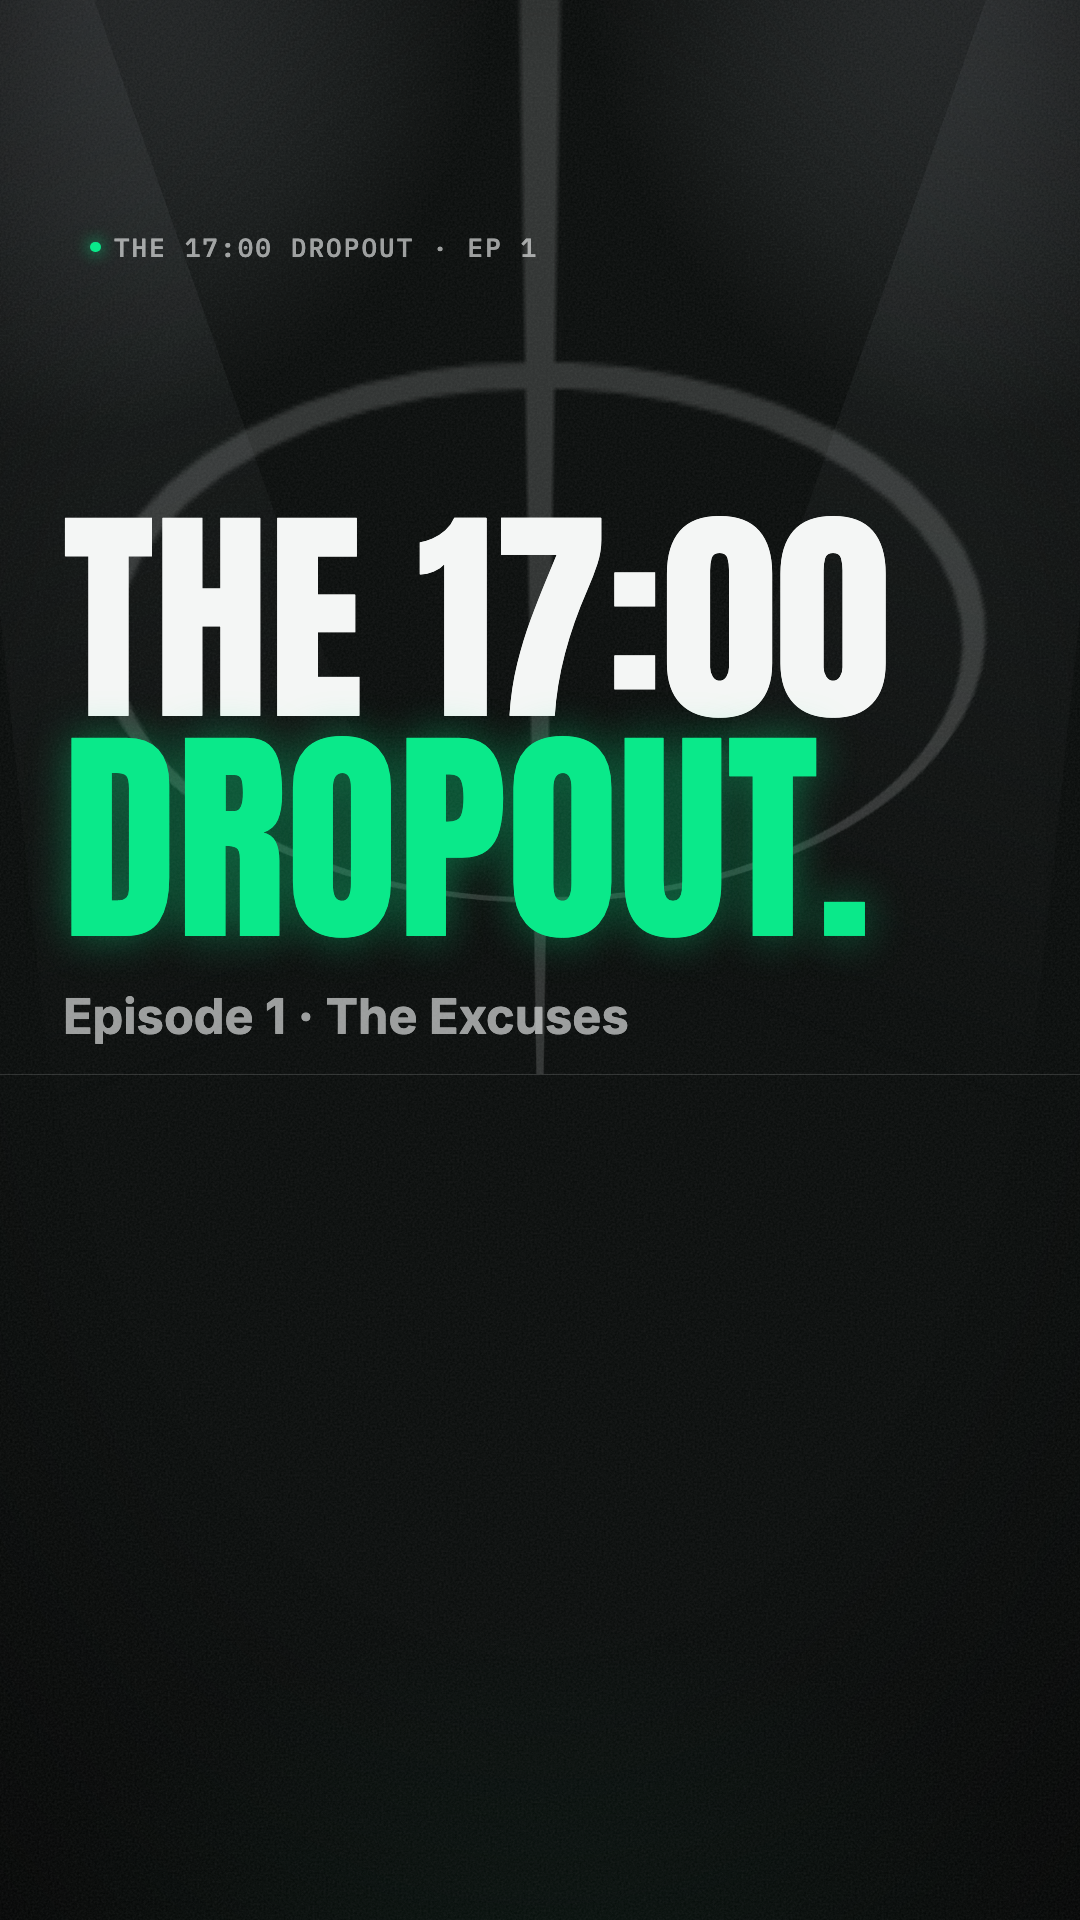 THE 17:00 DROPOUT · EP 1
THE 17:00
DROPOUT.
Episode 1 · The Excuses